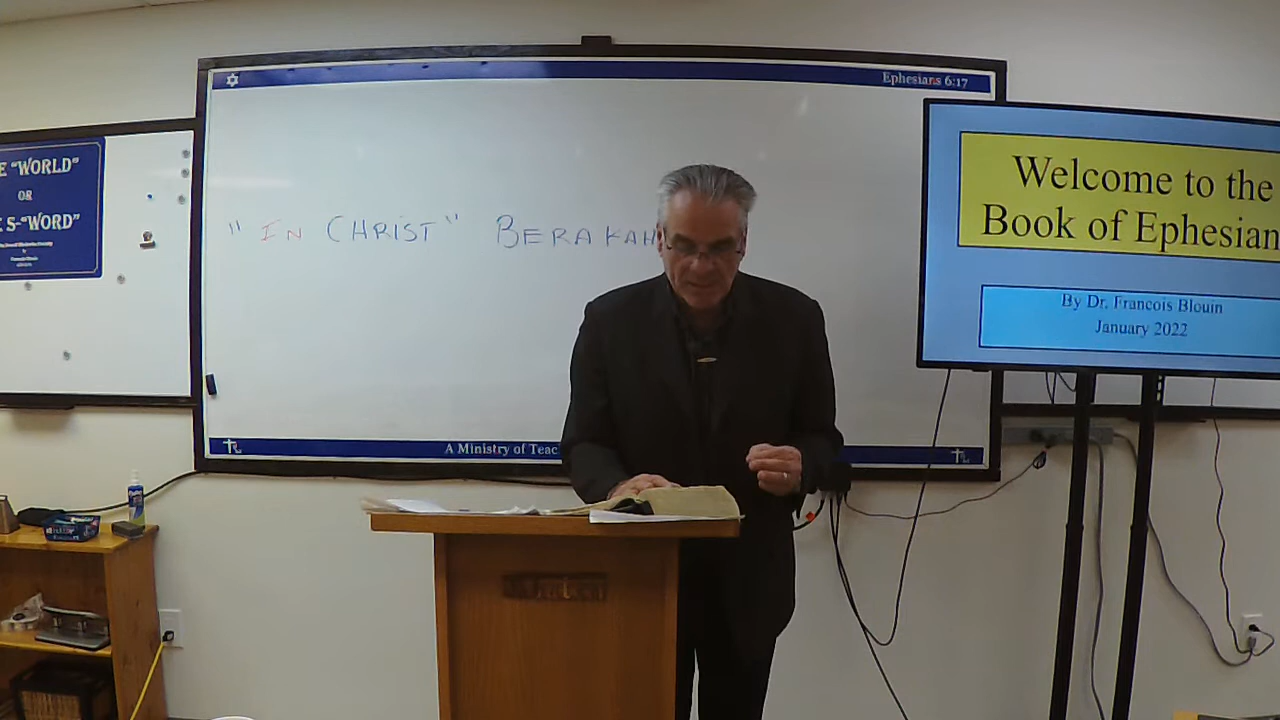 Ephesians 6:17
E "WORLD"
OR
E S-"WORD"
"IN CHRIST" BERAKAH
Welcome to the
Book of Ephesian
By Dr. Francois Blouin
January 2022
A Ministry of Teac